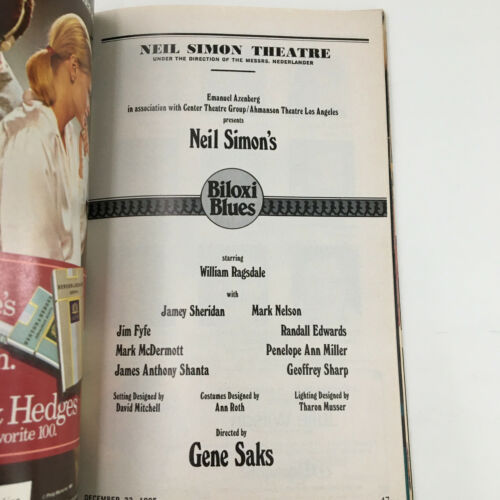 NEIL SIMON THEATRE
UNDER THE DIRECTION OF THE MESSRS. NEDERLANDER
Emanuel Azenberg
in association with Center Theatre Group/Ahmanson Theatre Los Angeles
presents
Neil Simon's
Biloxi
Blues
starring
William Ragsdale
with
Jamey Sheridan Mark Nelson
Jim Fyfe Randall Edwards
Mark McDermott Penelope Ann Miller
James Anthony Shanta Geoffrey Sharp
Setting Designed by Costumes Designed by Lighting Designed by
David Mitchell Ann Roth Tharon Musser
Directed by
Gene Saks
Hedges
vorite 100.